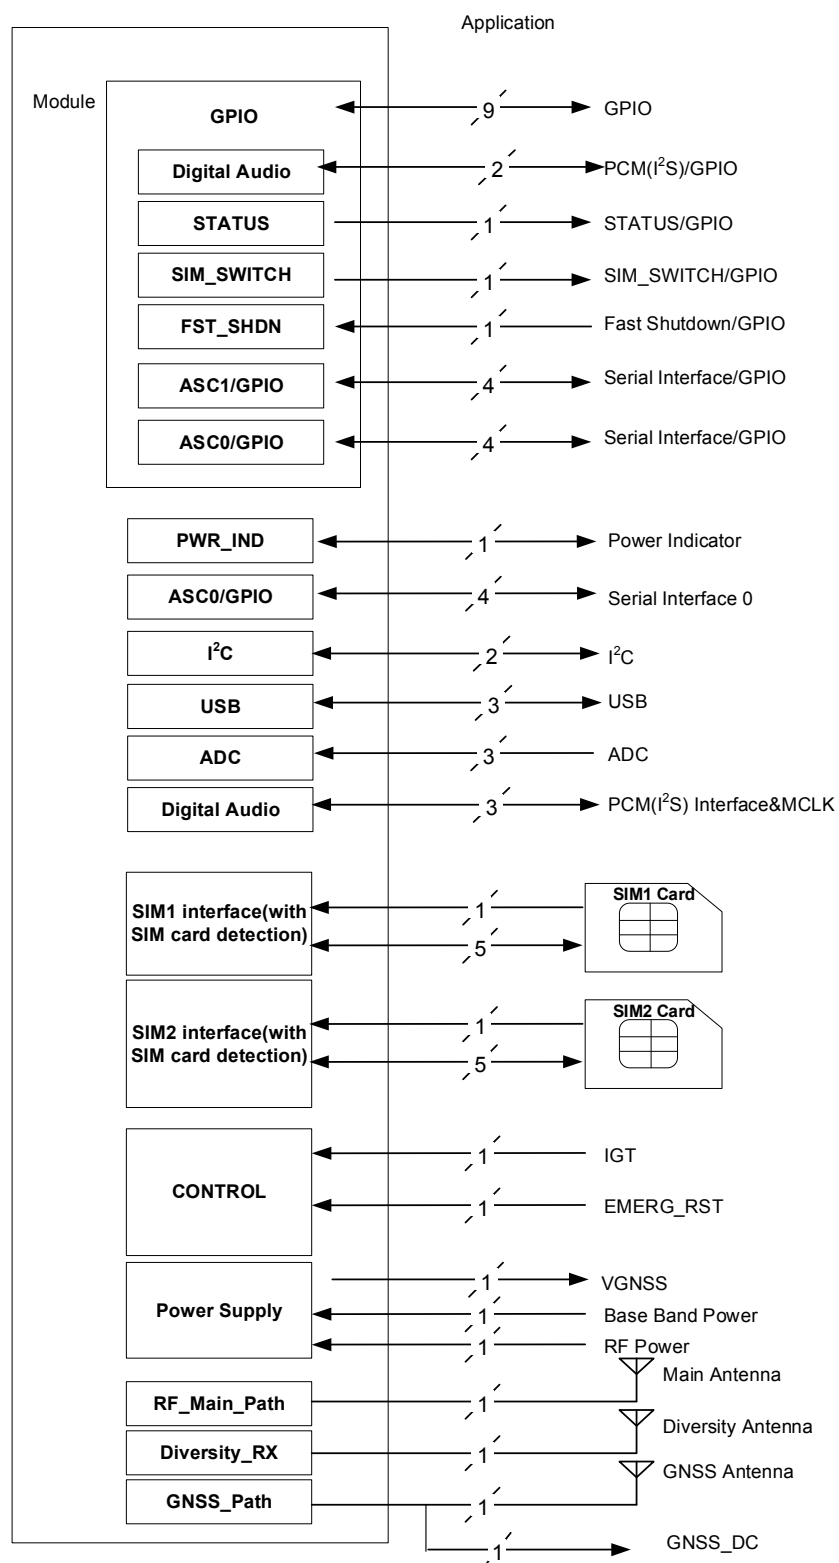 Application
Module
GPIO
9
GPIO
Digital Audio
2
PCM(I²S)/GPIO
STATUS
1
STATUS/GPIO
SIM_SWITCH
1
SIM_SWITCH/GPIO
FST_SHDN
1
Fast Shutdown/GPIO
ASC1/GPIO
4
Serial Interface/GPIO
ASC0/GPIO
4
Serial Interface/GPIO
PWR_IND
1
Power Indicator
ASC0/GPIO
4
Serial Interface 0
I²C
2
I²C
USB
3
USB
ADC
3
ADC
Digital Audio
3
PCM(I²S) Interface&MCLK
SIM1 interface(with
SIM card detection)
1
5
SIM1 Card
SIM2 interface(with
SIM card detection)
1
5
SIM2 Card
CONTROL
1
IGT
1
EMERG_RST
Power Supply
1
VGNSS
1
Base Band Power
1
RF Power
RF_Main_Path
1
Main Antenna
Diversity_RX
1
Diversity Antenna
GNSS_Path
1
GNSS Antenna
1
GNSS_DC